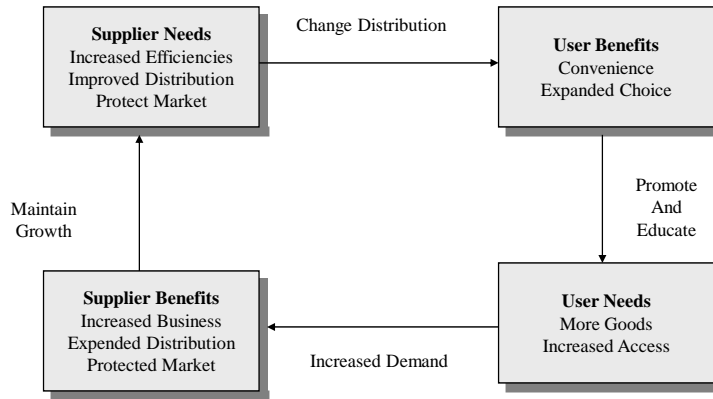 Supplier Needs
Increased Efficiencies
Improved Distribution
Protect Market
Change Distribution
User Benefits
Convenience
Expanded Choice
Promote
And
Educate
User Needs
More Goods
Increased Access
Increased Demand
Supplier Benefits
Increased Business
Expended Distribution
Protected Market
Maintain
Growth